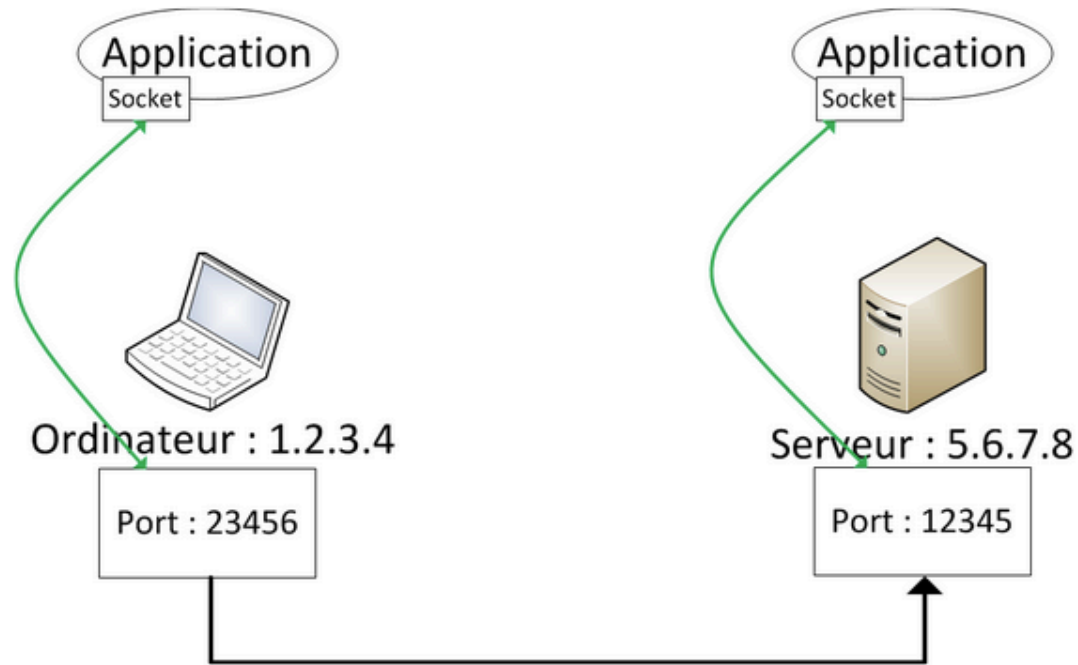 Application
Socket
Application
Socket
Ordinateur : 1.2.3.4
Serveur : 5.6.7.8
Port : 23456
Port : 12345